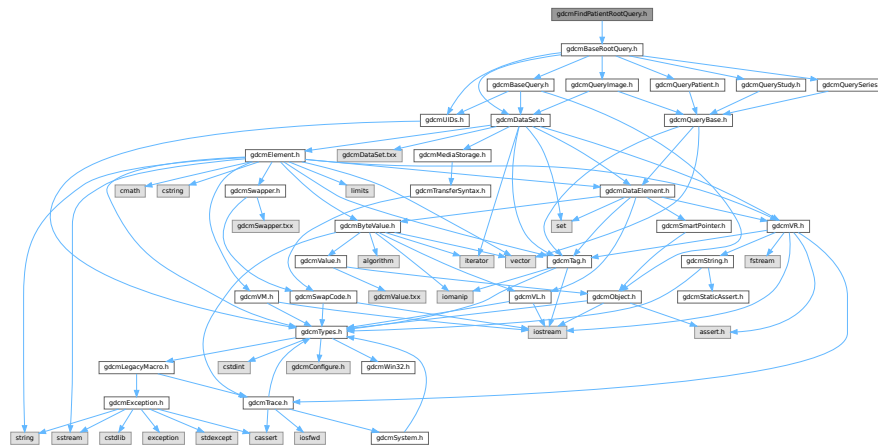 gdcmFindPatientRootQuery.h
gdcmBaseRootQuery.h
gdcmBaseQuery.h
gdcmQueryImage.h
gdcmQueryPatient.h
gdcmQueryStudy.h
gdcmQuerySeries
gdcmUIDs.h
gdcmDataSet.h
gdcmQueryBase.h
gdcmElement.h
gdcmDataSet.txx
gdcmMediaStorage.h
cmath
cstring
gdcmSwapper.h
limits
gdcmTransferSyntax.h
gdcmDataElement.h
gdcmSwapper.txx
gdcmByteValue.h
set
gdcmSmartPointer.h
gdcmVR.h
gdcmValue.h
algorithm
iterator
vector
gdcmTag.h
gdcmString.h
fstream
gdcmVM.h
gdcmSwapCode.h
gdcmValue.txx
iomanip
gdcmVL.h
gdcmObject.h
gdcmStaticAssert.h
gdcmTypes.h
iostream
assert.h
gdcmLegacyMacro.h
cstdint
gdcmConfigure.h
gdcmWin32.h
gdcmException.h
gdcmTrace.h
string
sstream
cstdlib
exception
stdexcept
cassert
iosfwd
gdcmSystem.h